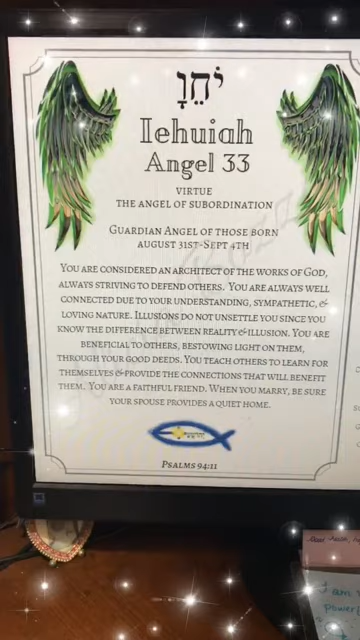 יֹחֵוָ
Iehuiah
Angel 33
VIRTUE
THE ANGEL OF SUBORDINATION
GUARDIAN ANGEL OF THOSE BORN
AUGUST 31ST-SEPT 4TH
YOU ARE CONSIDERED AN ARCHITECT OF THE WORKS OF GOD,
ALWAYS STRIVING TO DEFEND OTHERS. YOU ARE ALWAYS WELL
CONNECTED DUE TO YOUR UNDERSTANDING, SYMPATHETIC, &
LOVING NATURE. ILLUSIONS DO NOT UNSETTLE YOU SINCE YOU
KNOW THE DIFFERENCE BETWEEN REALITY & ILLUSION. YOU ARE
BENEFICIAL TO OTHERS, BESTOWING LIGHT ON THEM,
THROUGH YOUR GOOD DEEDS. YOU TEACH OTHERS TO LEARN FOR
THEMSELVES & PROVIDE THE CONNECTIONS THAT WILL BENEFIT
THEM. YOU ARE A FAITHFUL FRIEND. WHEN YOU MARRY, BE SURE
YOUR SPOUSE PROVIDES A QUIET HOME.
PSALMS 94:11
I am
power